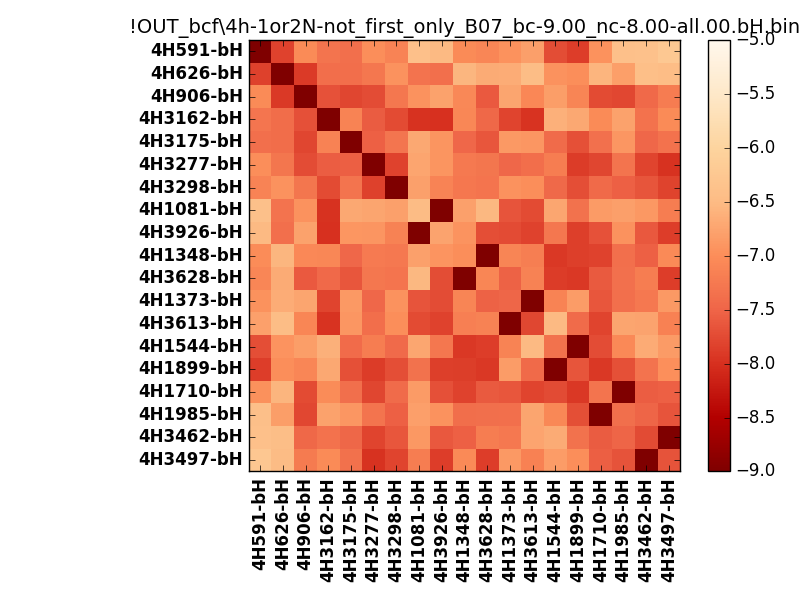 !OUT_bcf\4h-1or2N-not_first_only_B07_bc-9.00_nc-8.00-all.00.bH.bin
4H591-bH
4H626-bH
4H906-bH
4H3162-bH
4H3175-bH
4H3277-bH
4H3298-bH
4H1081-bH
4H3926-bH
4H1348-bH
4H3628-bH
4H1373-bH
4H3613-bH
4H1544-bH
4H1899-bH
4H1710-bH
4H1985-bH
4H3462-bH
4H3497-bH
4H591-bH
4H626-bH
4H906-bH
4H3162-bH
4H3175-bH
4H3277-bH
4H3298-bH
4H1081-bH
4H3926-bH
4H1348-bH
4H3628-bH
4H1373-bH
4H3613-bH
4H1544-bH
4H1899-bH
4H1710-bH
4H1985-bH
4H3462-bH
4H3497-bH
−5.0
−5.5
−6.0
−6.5
−7.0
−7.5
−8.0
−8.5
−9.0